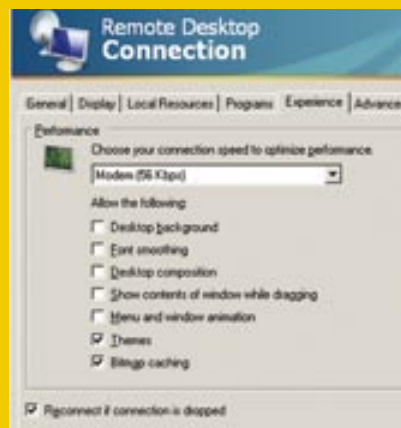 Remote Desktop
Connection
General Display Local Resources Programs Experience Advance
Performance
Choose your connection speed to optimize performance.
Modem (56 Kbps)
Allow the following:
Desktop background
Font smoothing
Desktop composition
Show contents of window while dragging
Menu and window animation
Themes
Bitmap caching
Reconnect if connection is dropped